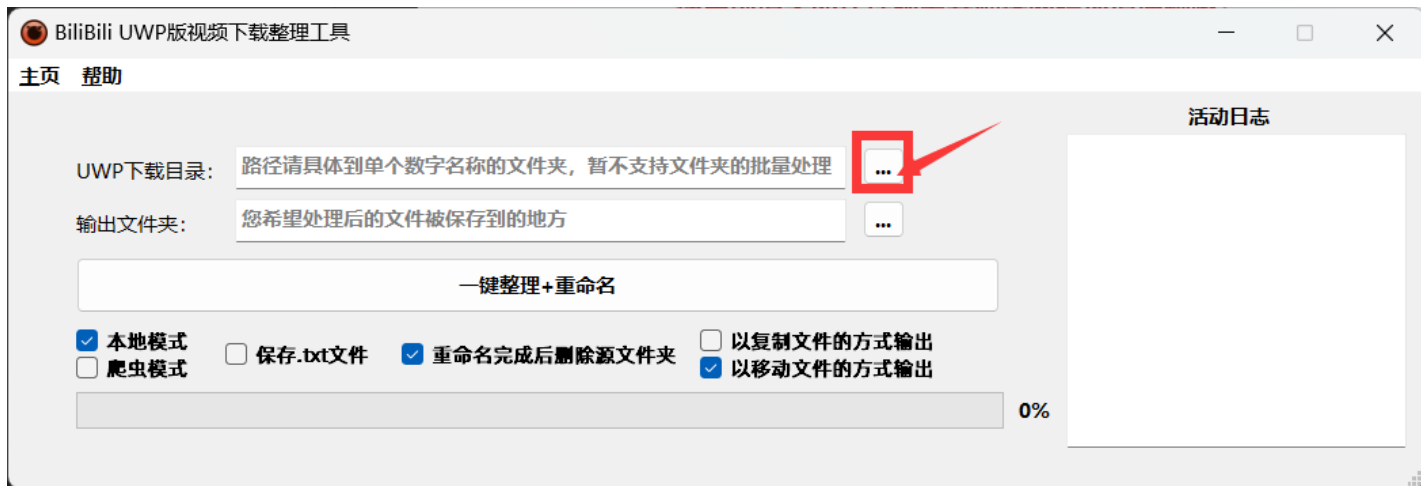 BiliBili UWP版视频下载整理工具
主页 帮助
活动日志
UWP下载目录: 路径请具体到单个数字名称的文件夹，暂不支持文件夹的批量处理 ...
输出文件夹: 您希望处理后的文件被保存到的地方 ...
一键整理+重命名
本地模式
爬虫模式
保存.txt文件
重命名完成后删除源文件夹
以复制文件的方式输出
以移动文件的方式输出
0%